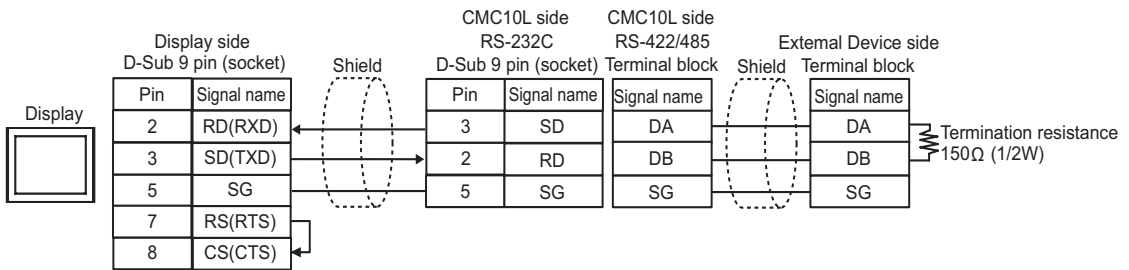 CMC10L side CMC10L side
Display side RS-232C RS-422/485 External Device side
D-Sub 9 pin (socket) Shield D-Sub 9 pin (socket) Terminal block Shield Terminal block
Display Pin Signal name Pin Signal name Signal name Signal name
2 RD(RXD) 3 SD DA DA Termination resistance
3 SD(TXD) 2 RD DB DB 150Ω (1/2W)
5 SG 5 SG SG SG
7 RS(RTS)
8 CS(CTS)